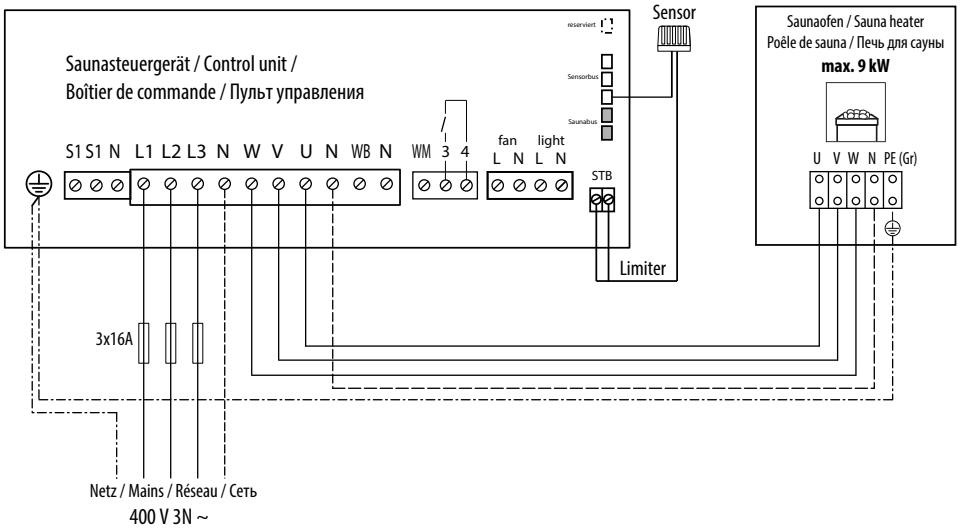 reserviert
Sensor
Saunasteuergerät / Control unit /
Boîtier de commande / Пульт управления
Sensorbus
Saunabus
S1 S1 N L1 L2 L3 N W V U N WB N WM 3 4
fan light
L N L N
STB
Limiter
Saunaofen / Sauna heater
Poêle de sauna / Печь для сауны
max. 9 kW
U V W N PE (Gr)
3x16A
Netz / Mains / Réseau / Сеть
400 V 3N ~